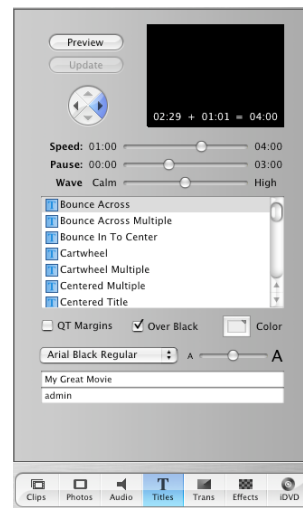 Preview
Update
02:29 + 01:01 = 04:00
Speed: 01:00 04:00
Pause: 00:00 03:00
Wave Calm High
Bounce Across
Bounce Across Multiple
Bounce In To Center
Cartwheel
Cartwheel Multiple
Centered Multiple
Centered Title
QT Margins Over Black Color
Arial Black Regular A A
My Great Movie
admin
Clips Photos Audio Titles Trans Effects iDVD